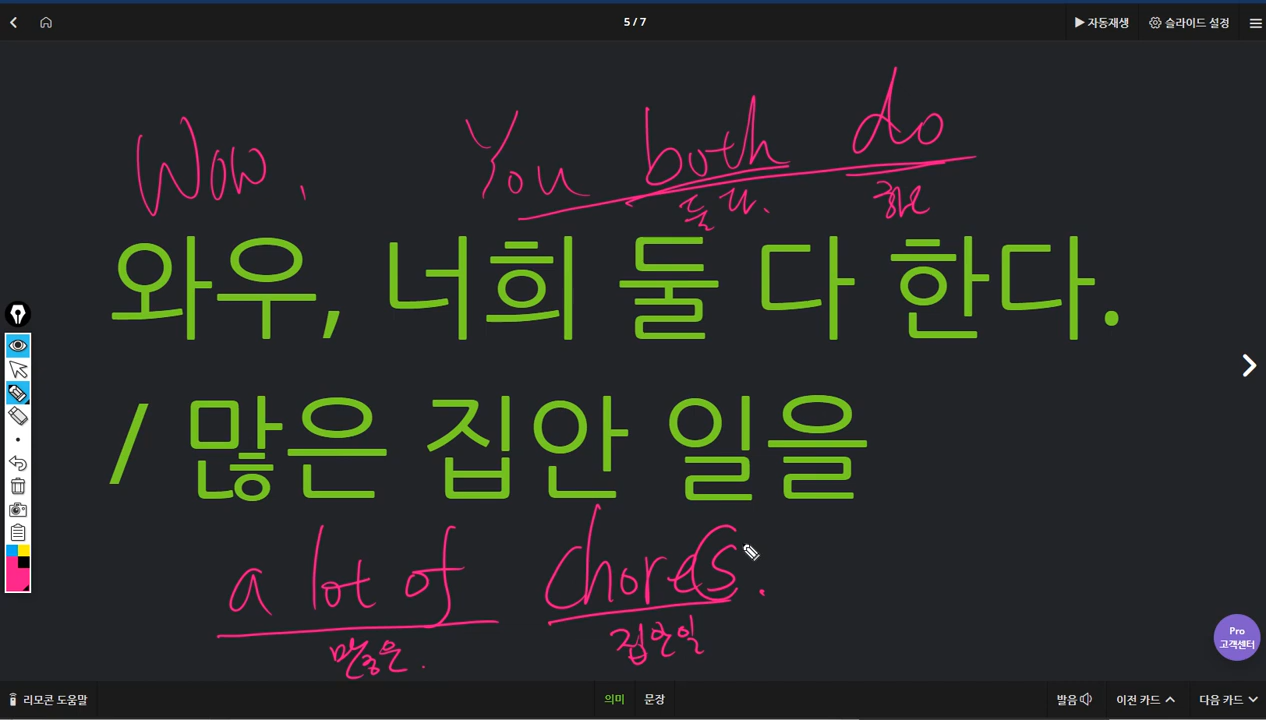 5 / 7
자동재생
슬라이드 설정
Wow, You both do
둘 다. 해
와우, 너희 둘 다 한다.
/ 많은 집안 일을
a lot of chores.
많은. 집안일
Pro
고객센터
리모콘 도움말
의미
문장
발음
이전 카드
다음 카드